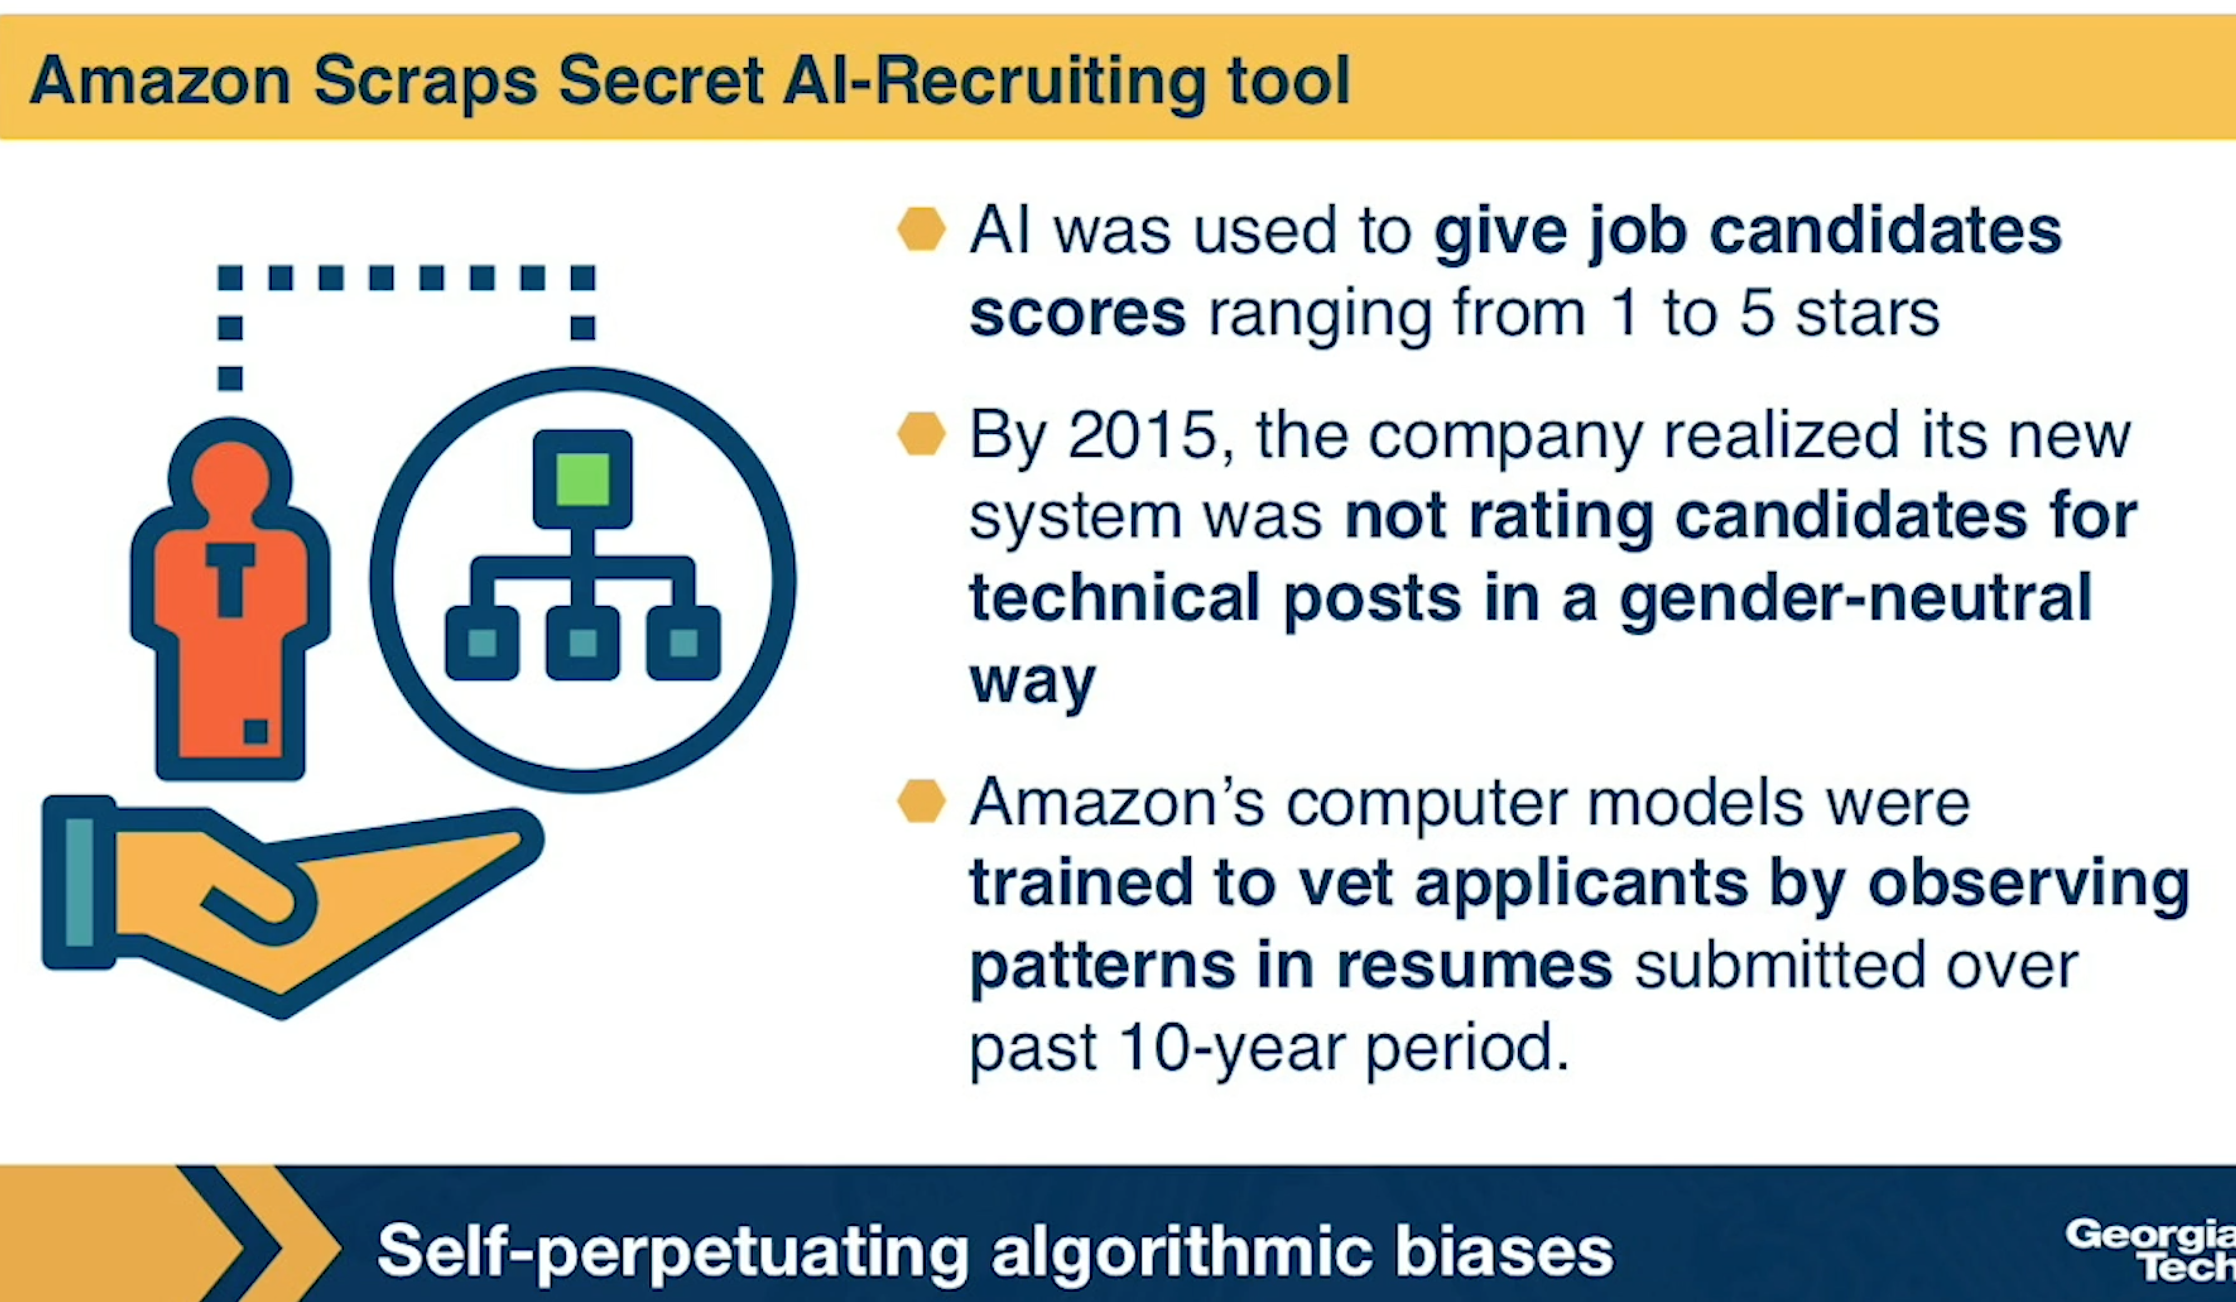 Amazon Scraps Secret AI-Recruiting tool
AI was used to give job candidates
scores ranging from 1 to 5 stars
By 2015, the company realized its new
system was not rating candidates for
technical posts in a gender-neutral
way
Amazon’s computer models were
trained to vet applicants by observing
patterns in resumes submitted over
past 10-year period.
T
Self-perpetuating algorithmic biases
Georgia
Tech